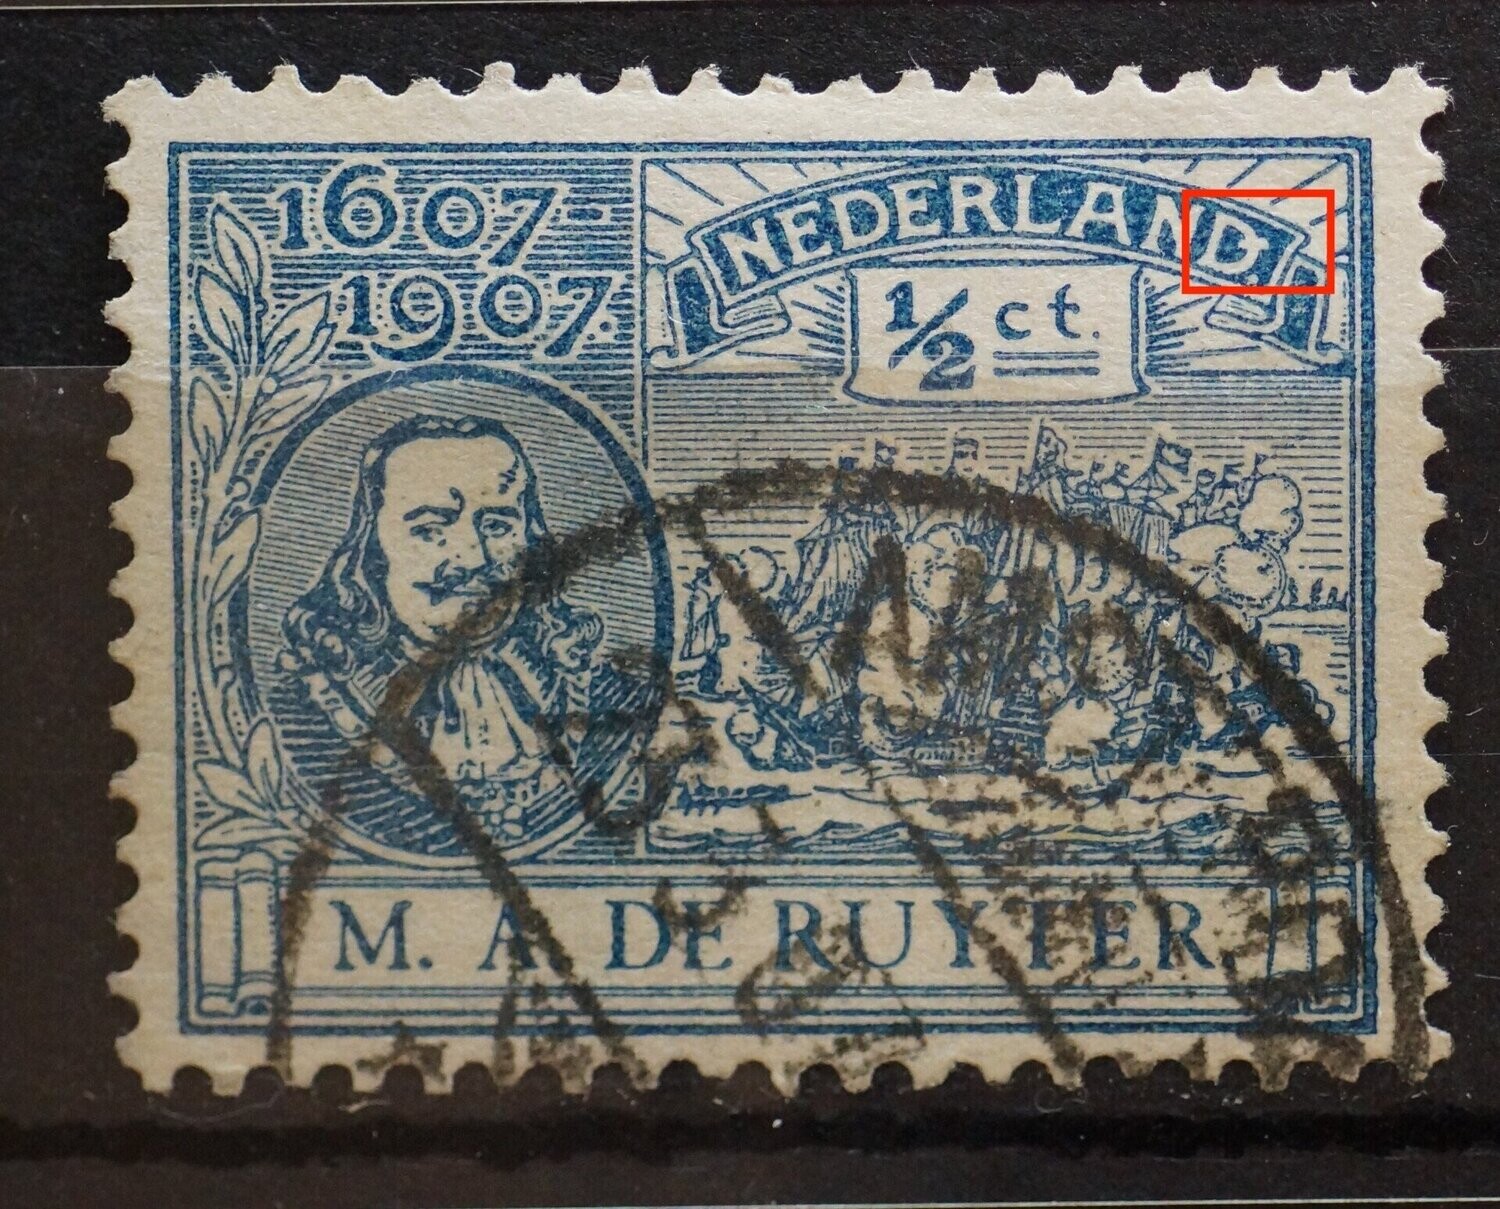 1607-
1907.
NEDERLAND.
1/2 ct.
M. A. DE RUYTER.